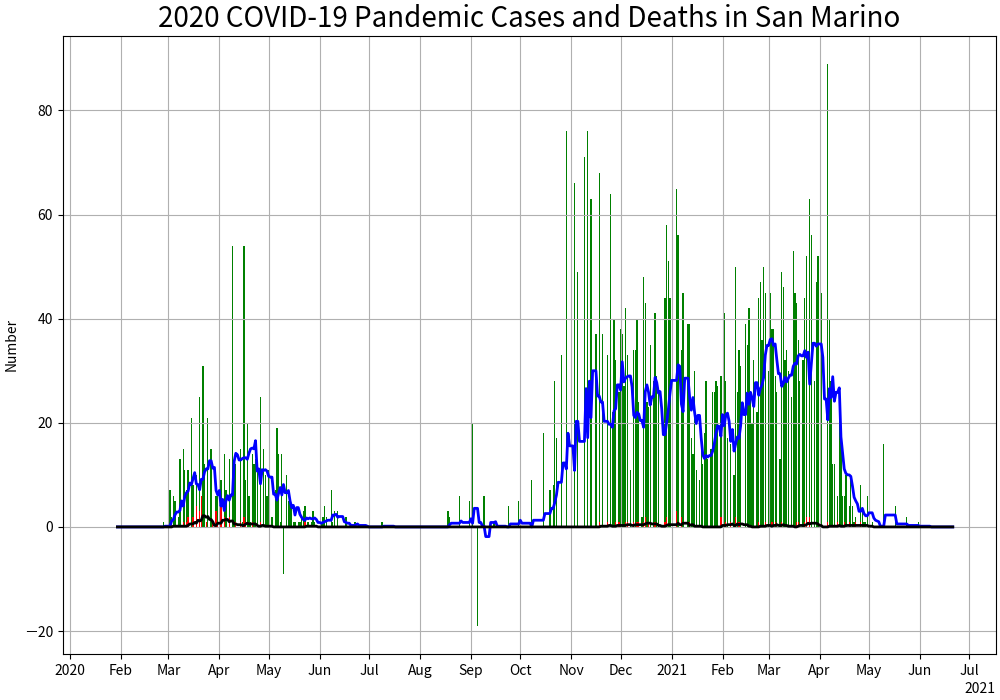 2020 COVID-19 Pandemic Cases and Deaths in San Marino
Number
80
60
40
20
0
−20
2020 Feb Mar Apr May Jun Jul Aug Sep Oct Nov Dec 2021 Feb Mar Apr May Jun Jul
2021